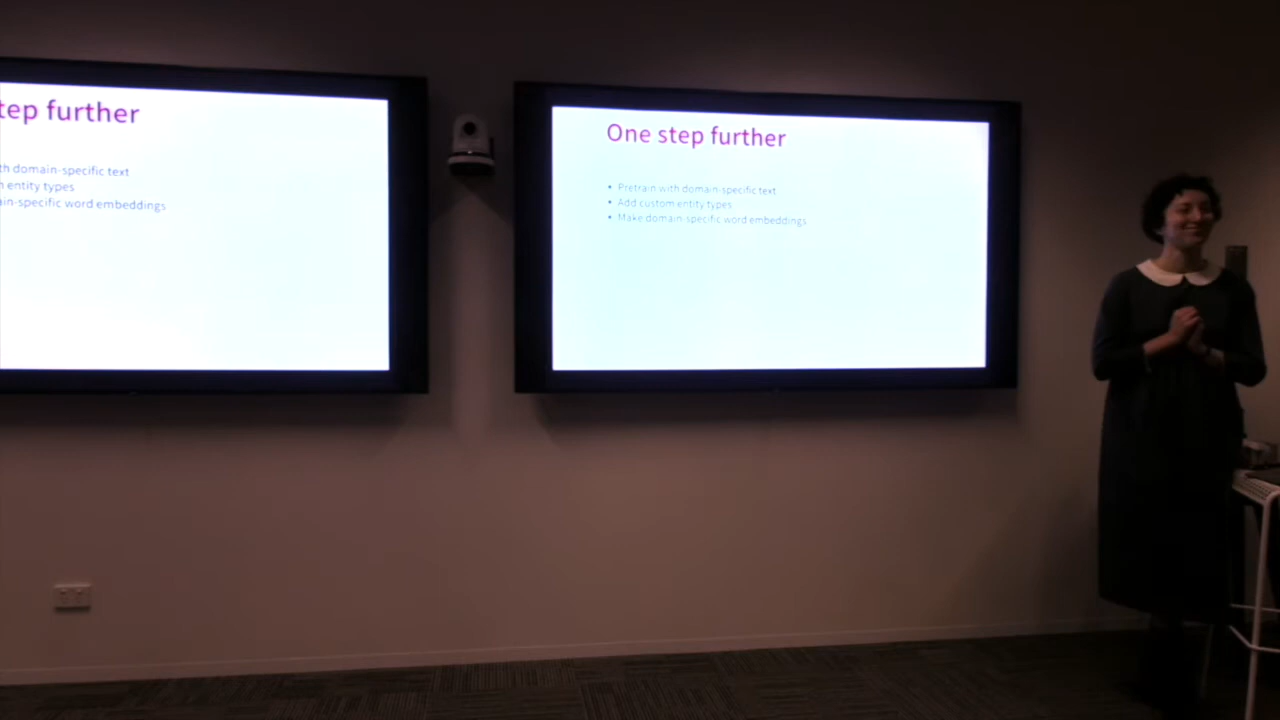 tep further
th domain-specific text
n entity types
ain-specific word embeddings
One step further
• Pretrain with domain-specific text
• Add custom entity types
• Make domain-specific word embeddings